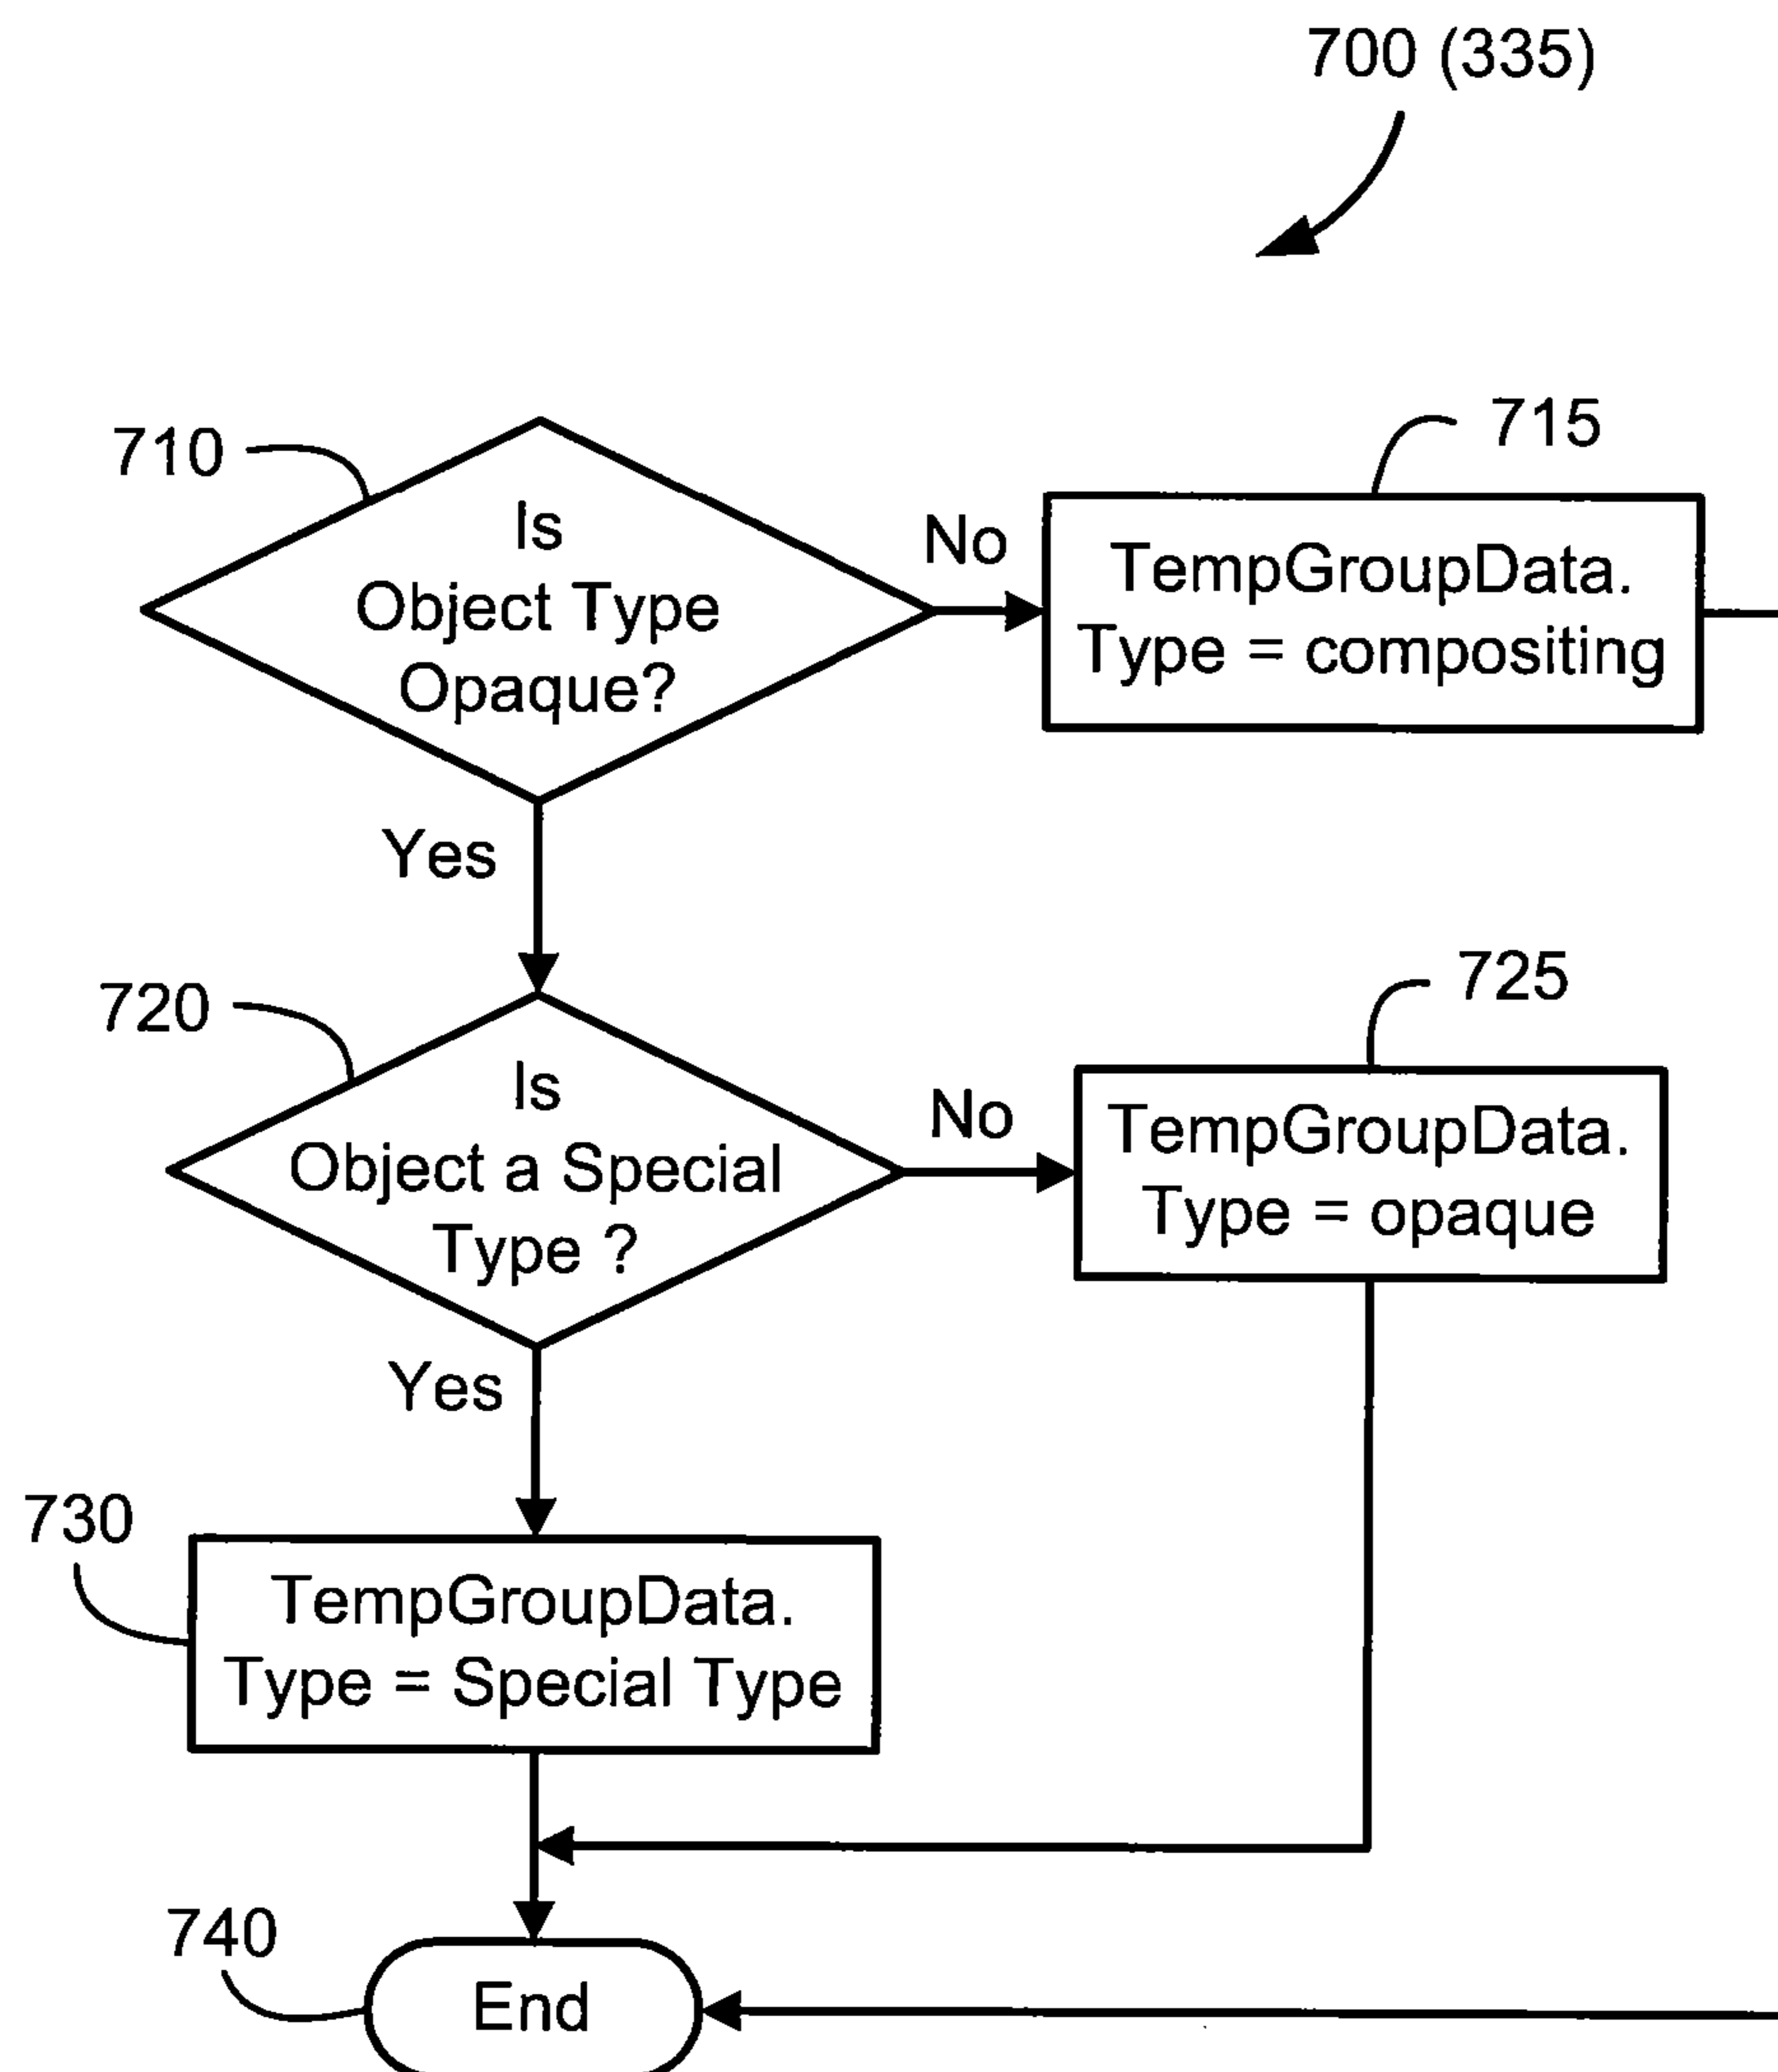 700 (335)
710
Is
Object Type
Opaque?
No
715
TempGroupData.
Type = compositing
Yes
720
Is
Object a Special
Type ?
No
725
TempGroupData.
Type = opaque
Yes
730
TempGroupData.
Type = Special Type
740
End